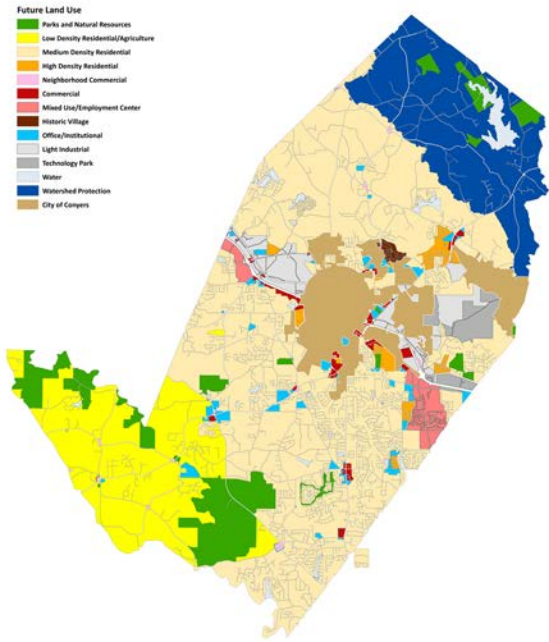 Future Land Use
Parks and Natural Resources
Low Density Residential/Agriculture
Medium Density Residential
High Density Residential
Neighborhood Commercial
Commercial
Mixed Use/Employment Center
Historic Village
Office/Institutional
Light Industrial
Technology Park
Water
Watershed Protection
City of Conyers